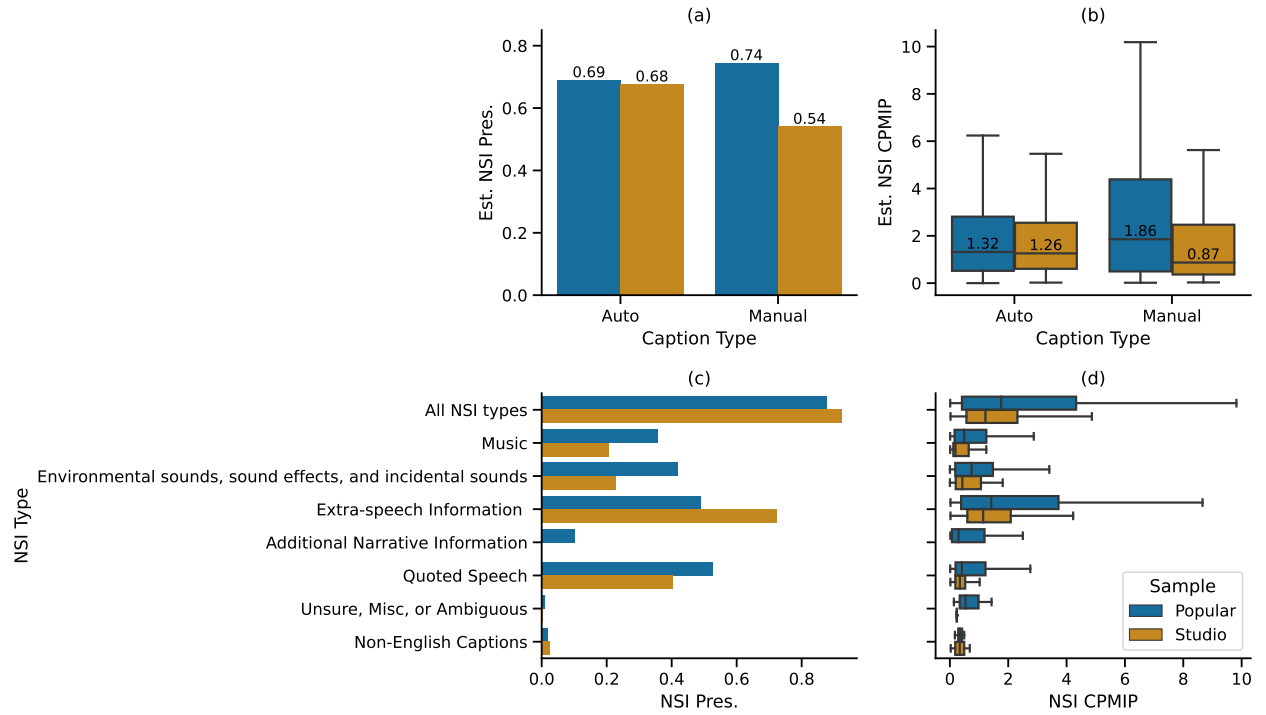 (a)
0.8
0.6
0.4
0.2
0.0
Est. NSI Pres.
0.69
0.68
0.74
0.54
Auto
Manual
Caption Type
(b)
10
8
6
4
2
0
Est. NSI CPMIP
1.32
1.26
1.86
0.87
Auto
Manual
Caption Type
(c)
NSI Type
All NSI types
Music
Environmental sounds, sound effects, and incidental sounds
Extra-speech Information
Additional Narrative Information
Quoted Speech
Unsure, Misc, or Ambiguous
Non-English Captions
0.0 0.2 0.4 0.6 0.8
NSI Pres.
(d)
Sample
Popular
Studio
0 2 4 6 8 10
NSI CPMIP